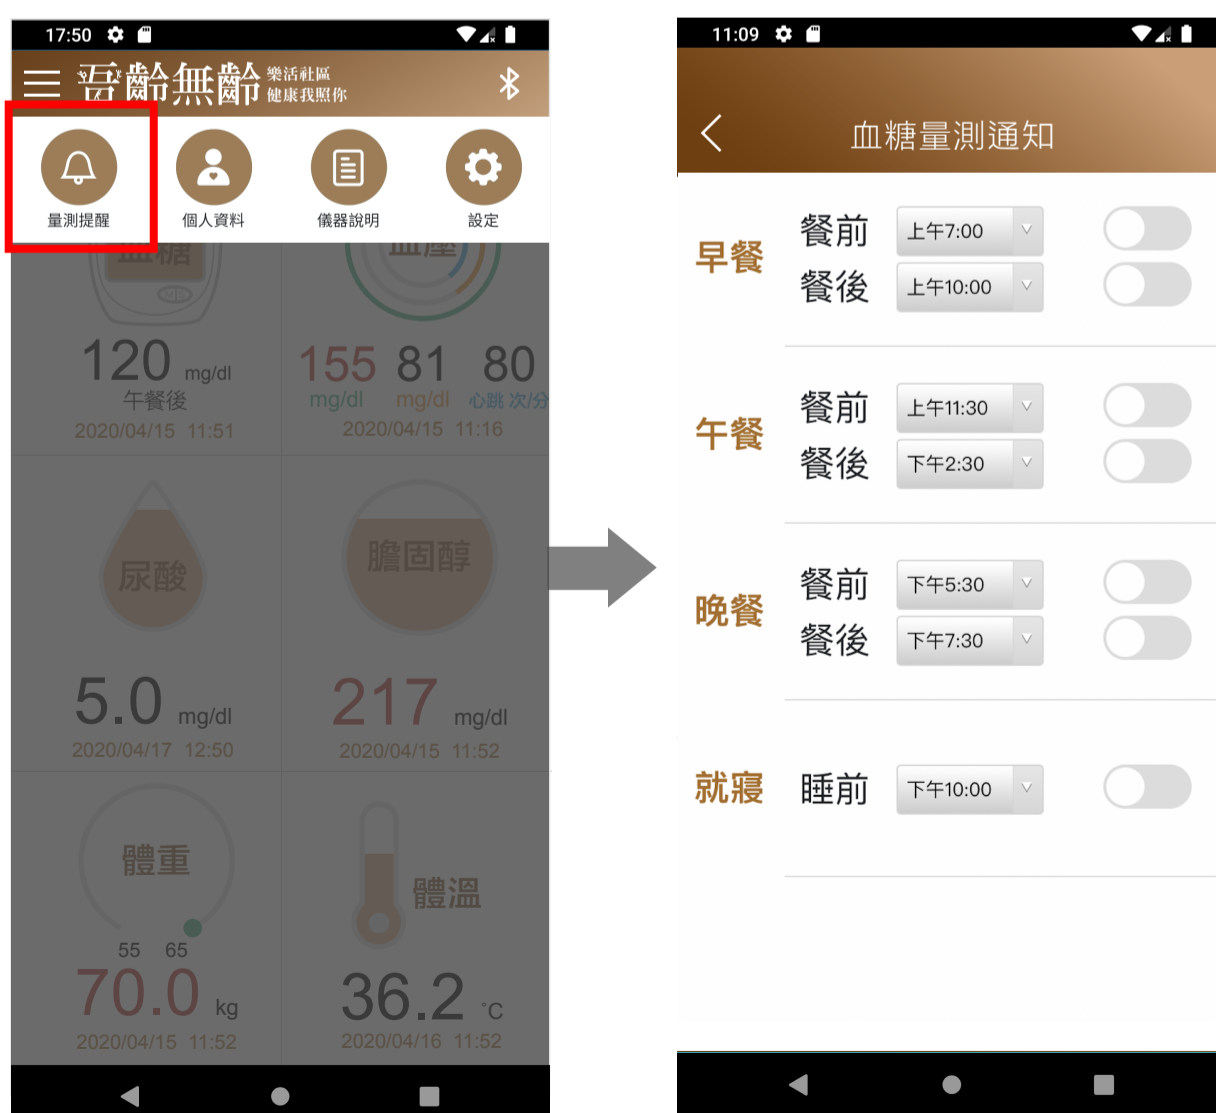 17:50
吾齡無齡 樂活社區
健康我照你
量測提醒 個人資料 儀器說明 設定
血糖 血壓
120 mg/dl
午餐後
2020/04/15 11:51
155 81 80
mg/dl mg/dl 心跳 次/分
2020/04/15 11:16
尿酸
5.0 mg/dl
2020/04/17 12:50
膽固醇
217 mg/dl
2020/04/15 11:52
體重
55 65
70.0 kg
2020/04/15 11:52
體溫
36.2 °C
2020/04/16 11:52
11:09
血糖量測通知
早餐
餐前 上午7:00
餐後 上午10:00
午餐
餐前 上午11:30
餐後 下午2:30
晚餐
餐前 下午5:30
餐後 下午7:30
就寢
睡前 下午10:00